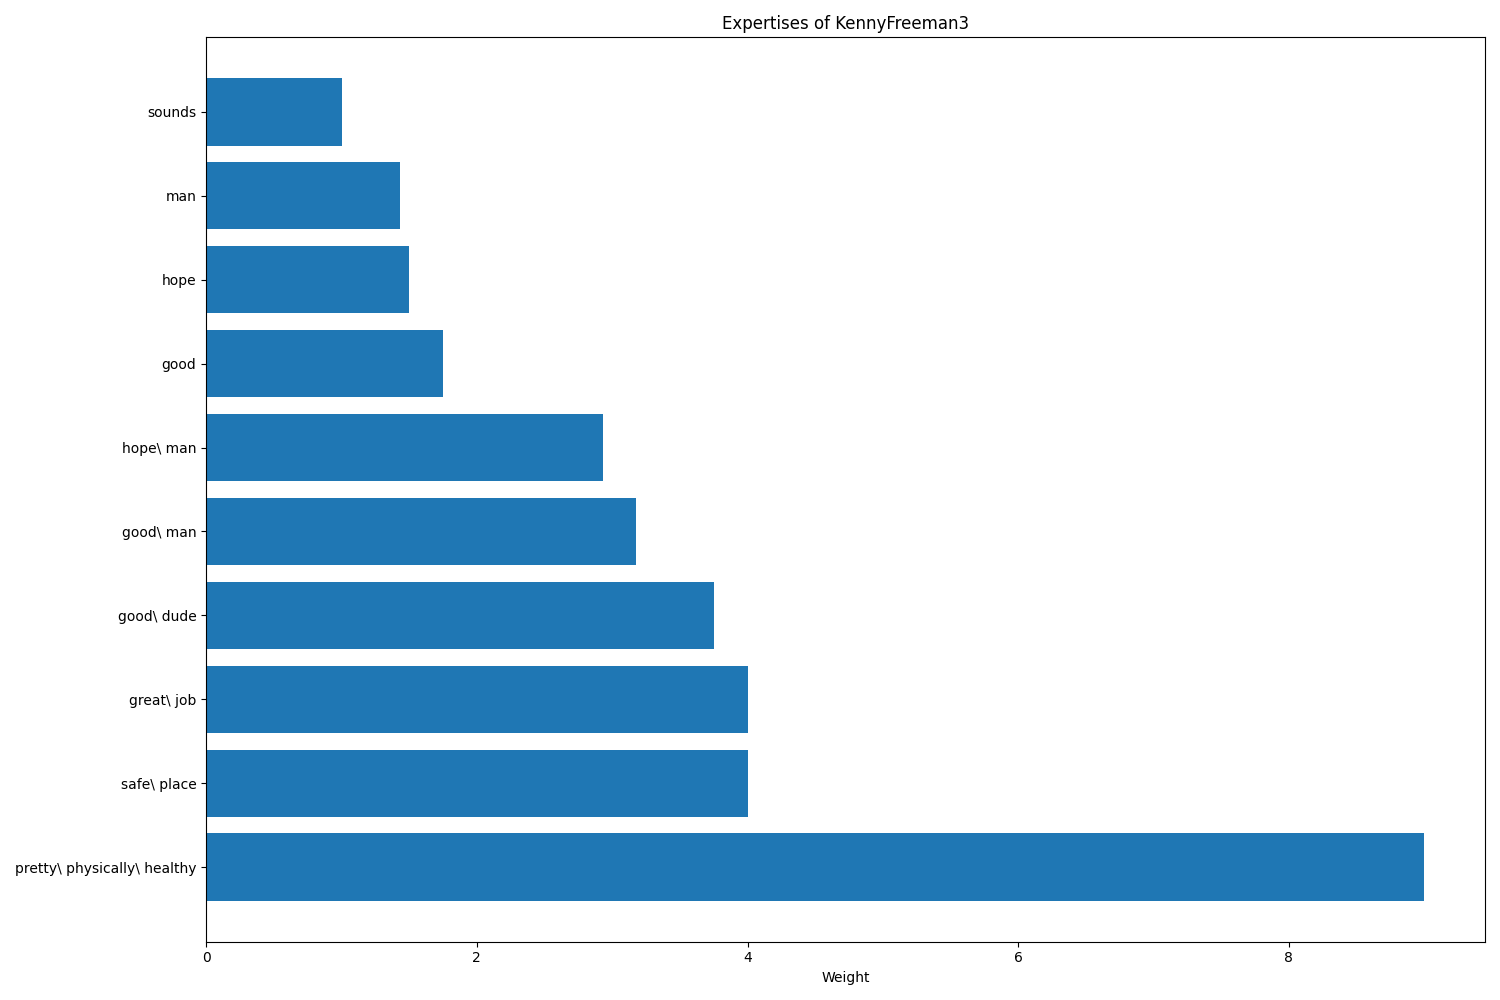 Expertises of KennyFreeman3
sounds
man
hope
good
hope\ man
good\ man
good\ dude
great\ job
safe\ place
pretty\ physically\ healthy
0 2 4 6 8
Weight